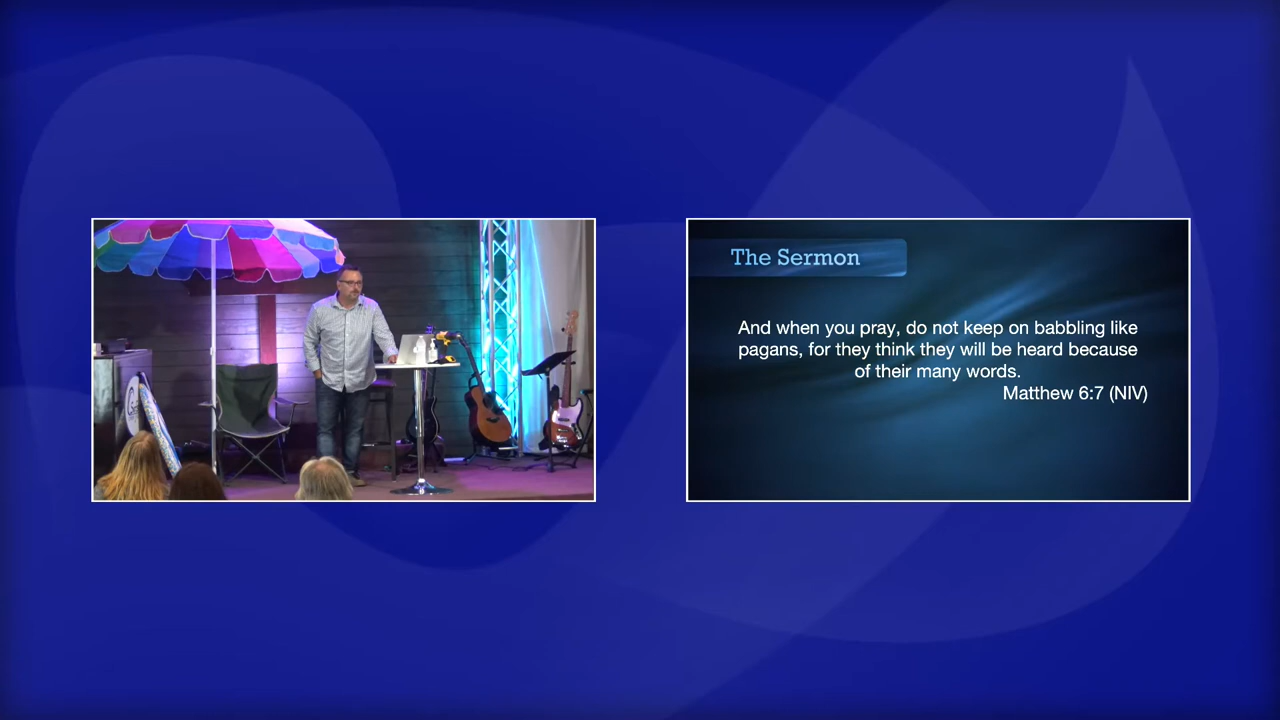 The Sermon
And when you pray, do not keep on babbling like
pagans, for they think they will be heard because
of their many words.
Matthew 6:7 (NIV)